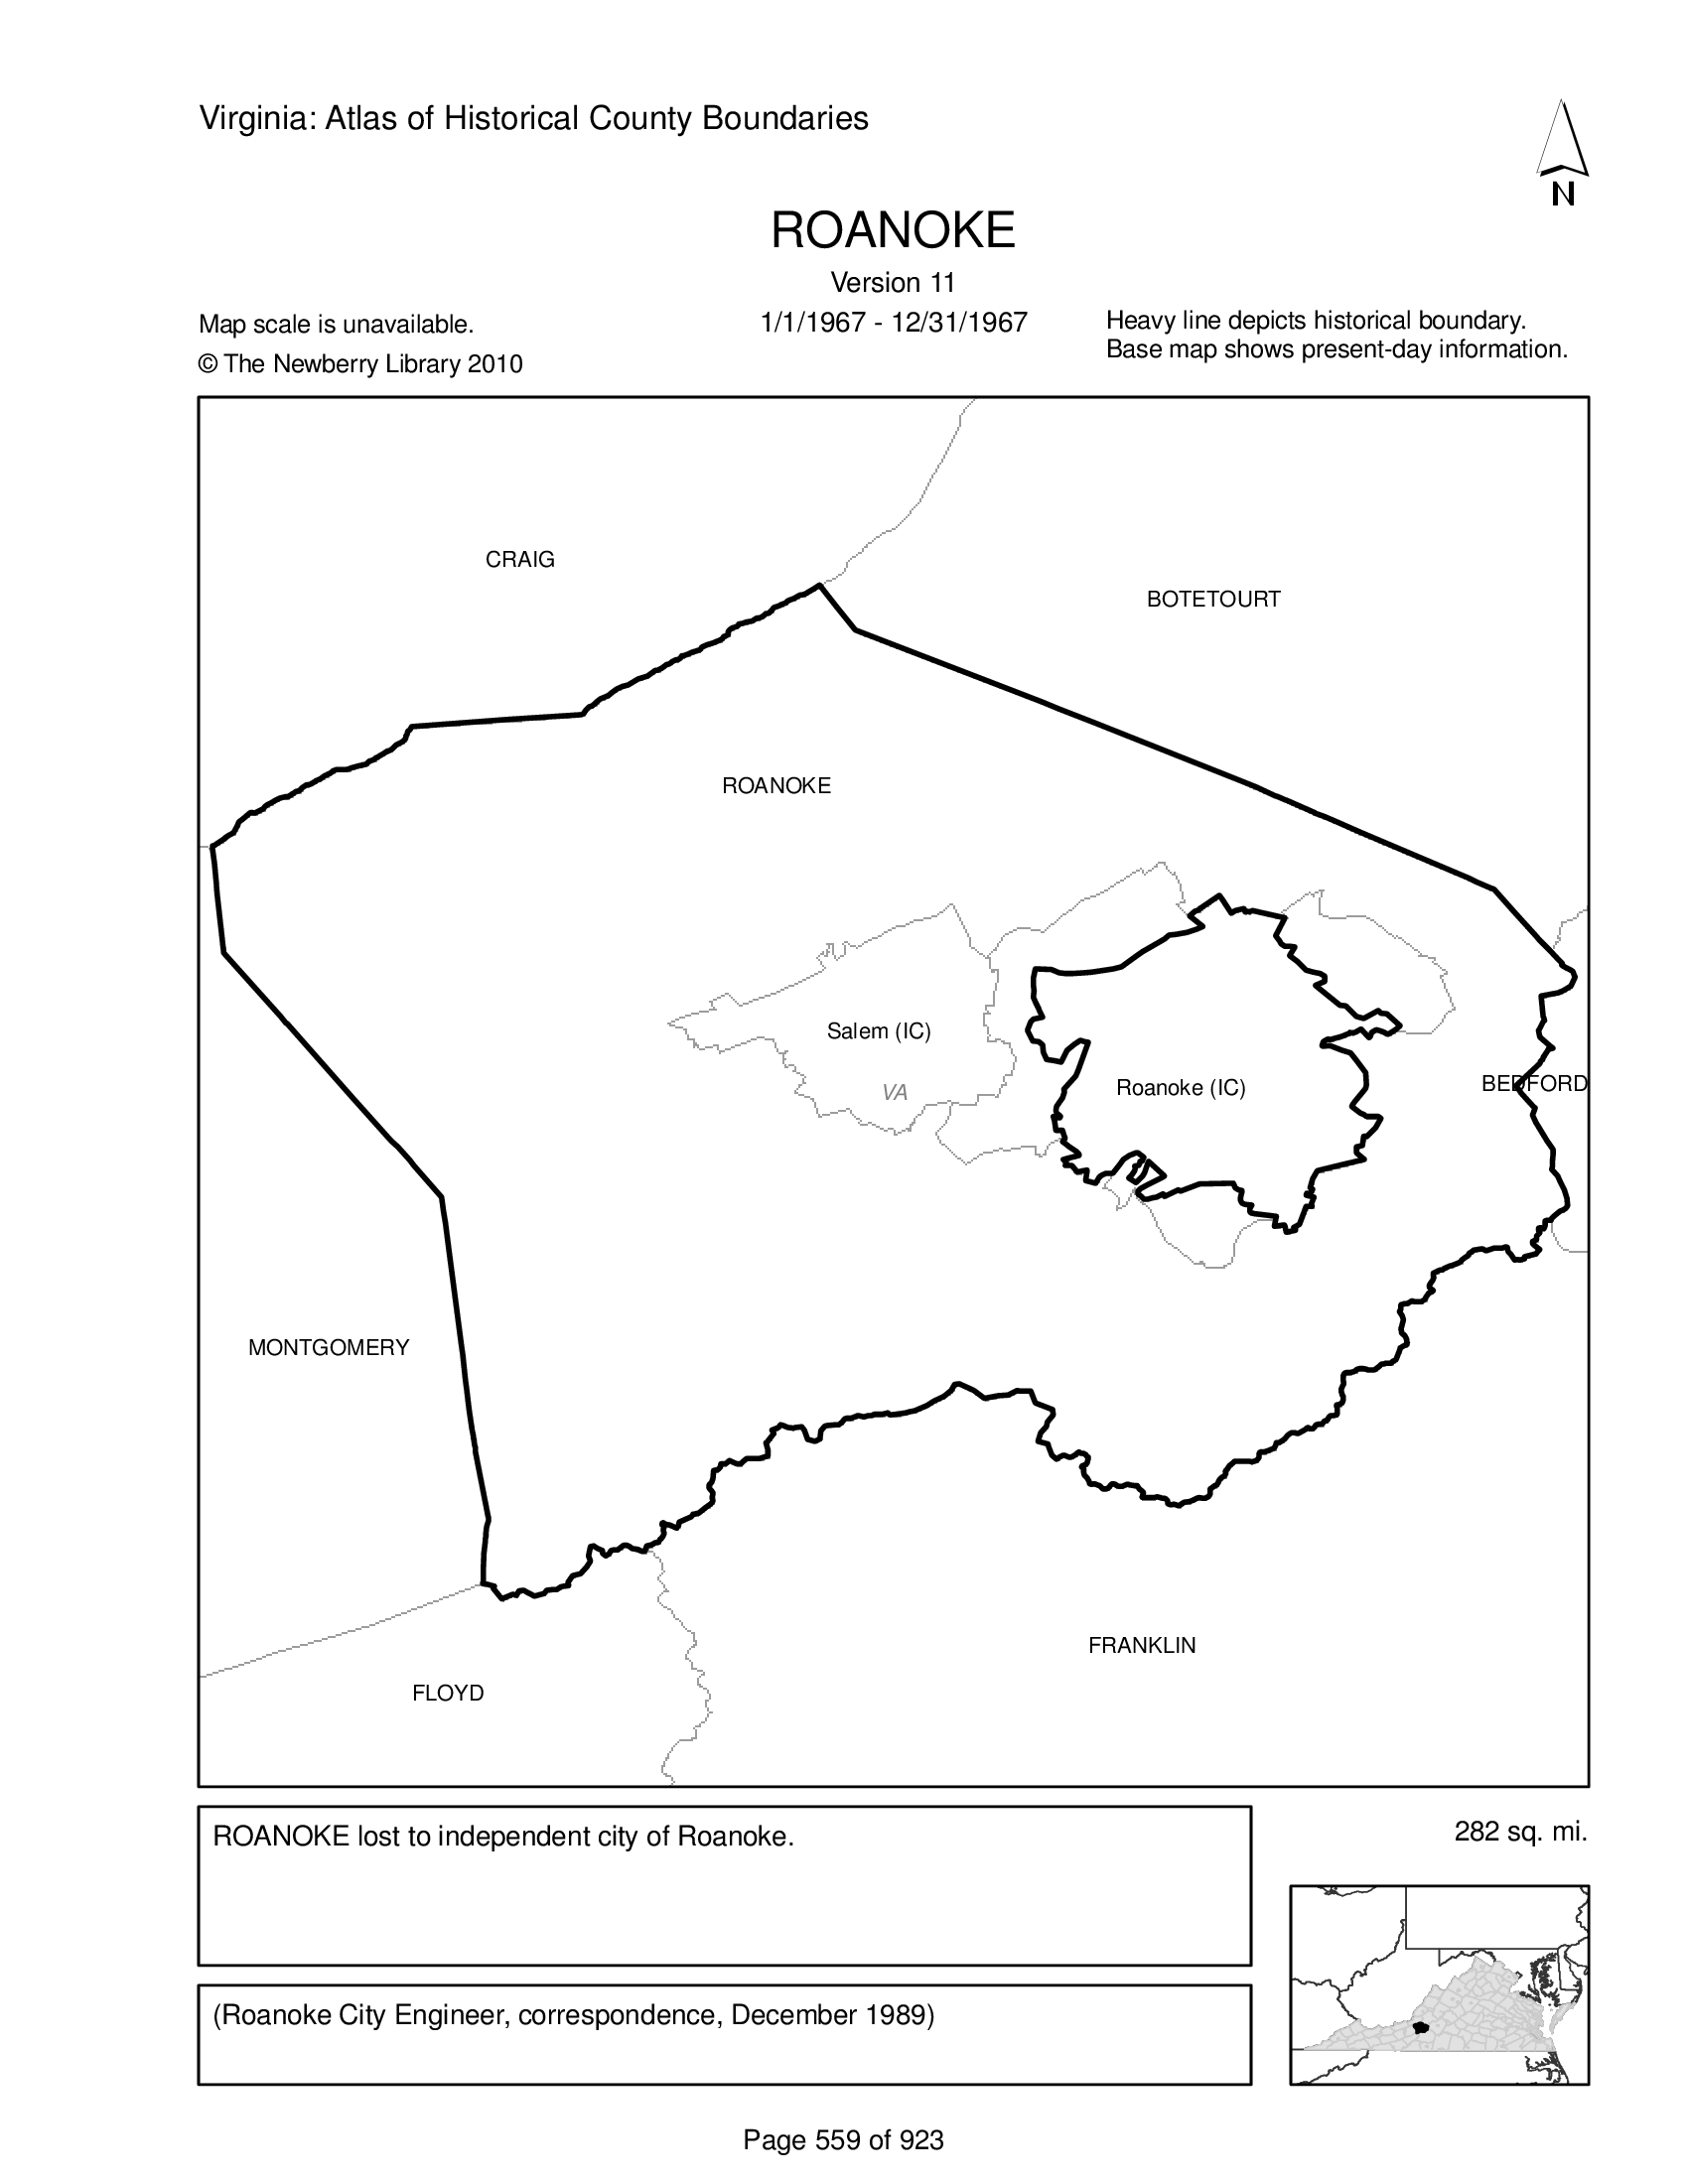 Virginia: Atlas of Historical County Boundaries
N
ROANOKE
Version 11
1/1/1967 - 12/31/1967
Map scale is unavailable.
© The Newberry Library 2010
Heavy line depicts historical boundary.
Base map shows present-day information.
CRAIG
BOTETOURT
ROANOKE
Salem (IC)
VA
Roanoke (IC)
BEDFORD
MONTGOMERY
FRANKLIN
FLOYD
ROANOKE lost to independent city of Roanoke.
282 sq. mi.
(Roanoke City Engineer, correspondence, December 1989)
Page 559 of 923